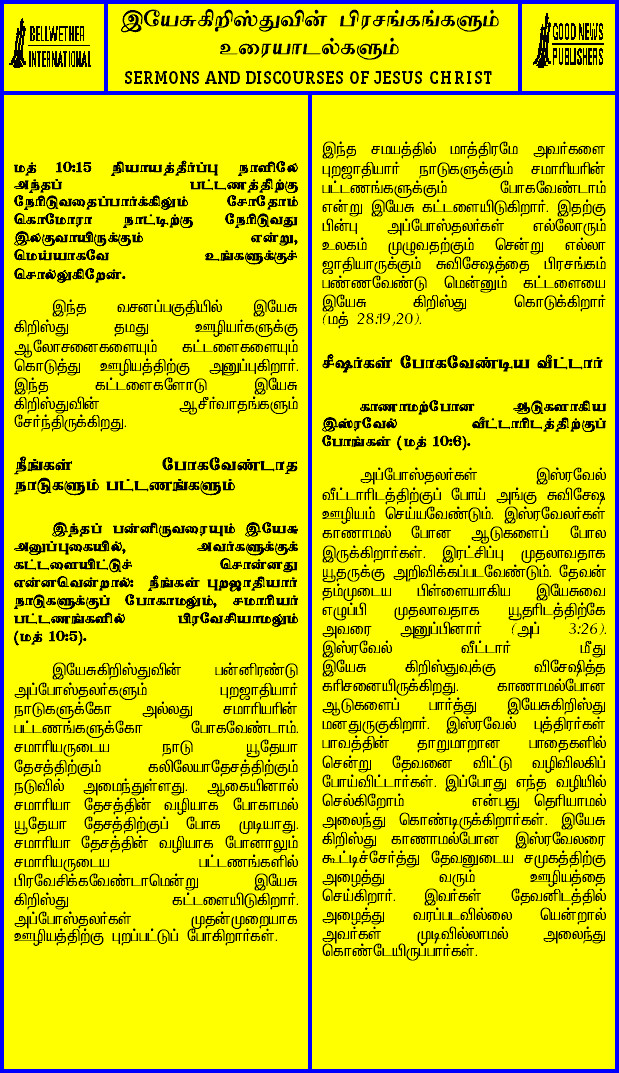 BELLWETHER
INTERNATIONAL
இயேசுகிறிஸ்துவின் பிரசங்கங்களும்
உரையாடல்களும்
SERMONS AND DISCOURSES OF JESUS CHRIST
GOOD NEWS
PUBLISHERS
மத் 10:15 நியாயத்தீர்ப்பு நாளிலே
அந்தப் பட்டணத்திற்கு
நேரிடுவதைப்பார்க்கிலும் சோதோம்
கொமோரா நாட்டிற்கு நேரிடுவது
இலகுவாயிருக்கும் என்று,
மெய்யாகவே உங்களுக்குச்
சொல்லுகிறேன்.
இந்த வசனப்பகுதியில் இயேசு
கிறிஸ்து தமது ஊழியர்களுக்கு
ஆலோசனைகளையும் கட்டளைகளையும்
கொடுத்து ஊழியத்திற்கு அனுப்புகிறார்.
இந்த கட்டளைகளோடு இயேசு
கிறிஸ்துவின் ஆசீர்வாதங்களும்
சேர்ந்திருக்கிறது.
நீங்கள் போகவேண்டாத
நாடுகளும் பட்டணங்களும்
இந்தப் பன்னிருவரையும் இயேசு
அனுப்புகையில், அவர்களுக்குக்
கட்டளையிட்டுச் சொன்னது
என்னவென்றால்: நீங்கள் புறஜாதியார்
நாடுகளுக்குப் போகாமலும், சமாரியர்
பட்டணங்களில் பிரவேசியாமலும்
(மத் 10:5).
இயேசுகிறிஸ்துவின் பன்னிரண்டு
அப்போஸ்தலர்களும் புறஜாதியார்
நாடுகளுக்கோ அல்லது சமாரியரின்
பட்டணங்களுக்கோ போகவேண்டாம்.
சமாரியருடைய நாடு யூதேயா
தேசத்திற்கும் கலிலேயாதேசத்திற்கும்
நடுவில் அமைந்துள்ளது. ஆகையினால்
சமாரியா தேசத்தின் வழியாக போகாமல்
யூதேயா தேசத்திற்குப் போக முடியாது.
சமாரியா தேசத்தின் வழியாக போனாலும்
சமாரியருடைய பட்டணங்களில்
பிரவேசிக்கவேண்டாமென்று இயேசு
கிறிஸ்து கட்டளையிடுகிறார்.
அப்போஸ்தலர்கள் முதன்முறையாக
ஊழியத்திற்கு புறப்பட்டுப் போகிறார்கள்.
இந்த சமயத்தில் மாத்திரமே அவர்களை
புறஜாதியார் நாடுகளுக்கும் சமாரியரின்
பட்டணங்களுக்கும் போகவேண்டாம்
என்று இயேசு கட்டளையிடுகிறார். இதற்கு
பின்பு அப்போஸ்தலர்கள் எல்லோரும்
உலகம் முழுவதற்கும் சென்று எல்லா
ஜாதியாருக்கும் சுவிசேஷத்தை பிரசங்கம்
பண்ணவேண்டு மென்னும் கட்டளையை
இயேசு கிறிஸ்து கொடுக்கிறார்
(மத் 28:19,20).
சீஷர்கள் போகவேண்டிய வீட்டார்
காணாமற்போன ஆடுகளாகிய
இஸ்ரவேல் வீட்டாரிடத்திற்குப்
போங்கள் (மத் 10:6).
அப்போஸ்தலர்கள் இஸ்ரவேல்
வீட்டாரிடத்திற்குப் போய் அங்கு சுவிசேஷ
ஊழியம் செய்யவேண்டும். இஸ்ரவேலர்கள்
காணாமல் போன ஆடுகளைப் போல
இருக்கிறார்கள். இரட்சிப்பு முதலாவதாக
யூதருக்கு அறிவிக்கப்படவேண்டும். தேவன்
தம்முடைய பிள்ளையாகிய இயேசுவை
எழுப்பி முதலாவதாக யூதரிடத்திற்கே
அவரை அனுப்பினார் (அப் 3:26).
இஸ்ரவேல் வீட்டார் மீது
இயேசு கிறிஸ்துவுக்கு விசேஷித்த
கரிசனையிருக்கிறது. காணாமல்போன
ஆடுகளைப் பார்த்து இயேசுகிறிஸ்து
மனதுருகுகிறார். இஸ்ரவேல் புத்திரர்கள்
பாவத்தின் தாறுமாறான பாதைகளில்
சென்று தேவனை விட்டு வழிவிலகிப்
போய்விட்டார்கள். இப்போது எந்த வழியில்
செல்கிறோம் என்பது தெரியாமல்
அலைந்து கொண்டிருக்கிறார்கள். இயேசு
கிறிஸ்து காணாமல்போன இஸ்ரவேலரை
கூட்டிச்சேர்த்து தேவனுடைய சமுகத்திற்கு
அழைத்து வரும் ஊழியத்தை
செய்கிறார். இவர்கள் தேவனிடத்தில்
அழைத்து வரப்படவில்லை யென்றால்
அவர்கள் முடிவில்லாமல் அலைந்து
கொண்டேயிருப்பார்கள்.